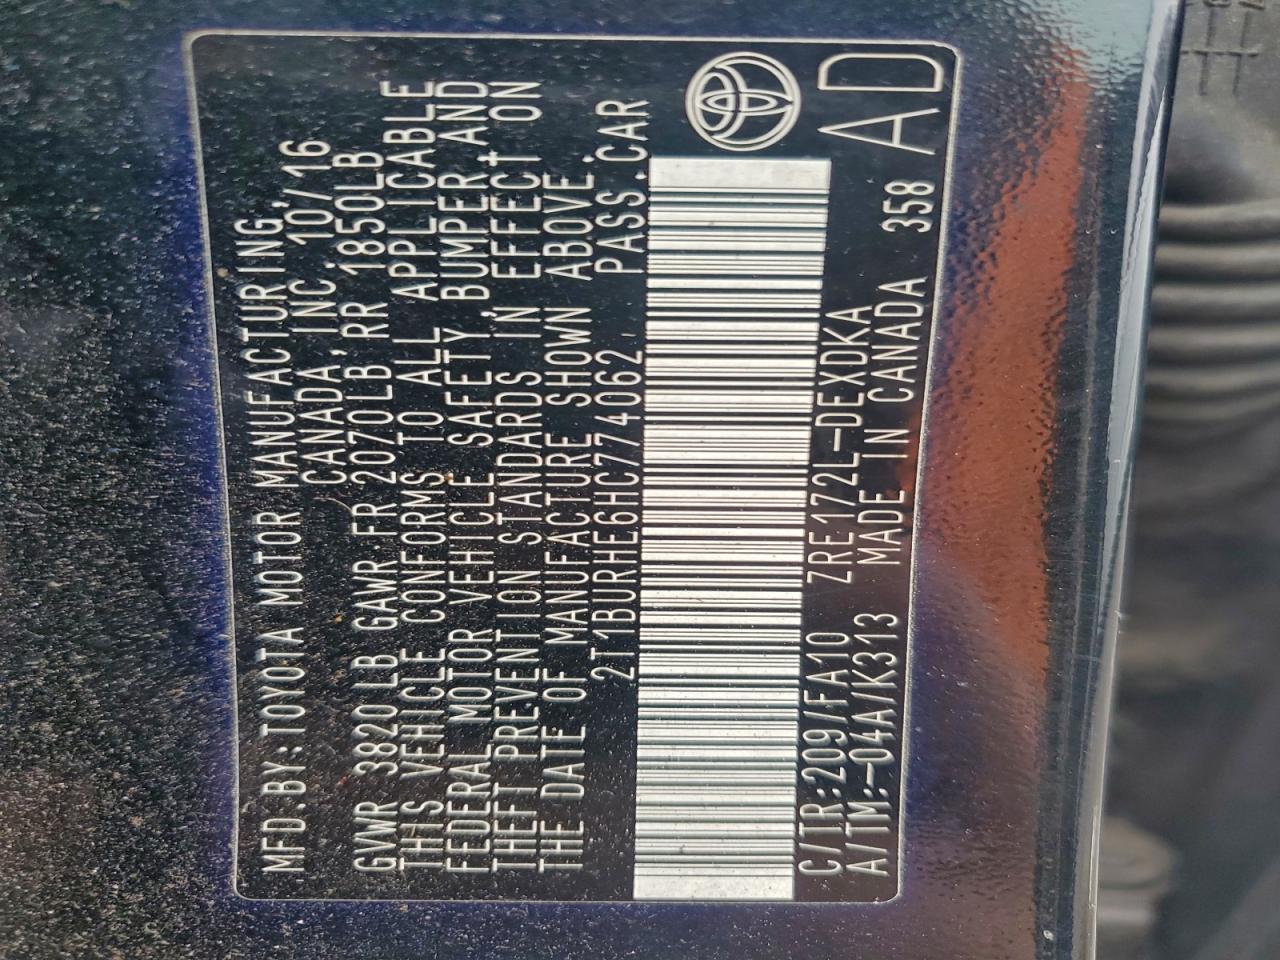 MFD.BY:TOYOTA MOTOR MANUFACTURING,
CANADA, INC. 10/16
GVWR 3820 LB GAWR.FR 2070LB.RR 1850LB
THIS VEHICLE CONFORMS TO ALL APPLICABLE
FEDERAL MOTOR VEHICLE SAFETY,BUMPER,AND
THEFT PREVENTION STANDARDS IN EFFECT ON
THE DATE OF MANUFACTURE SHOWN ABOVE.
2T1BURHE6HC774062 PASS.CAR
C/TR:209/FA10 ZRE172L-DEXDKA
A/TM:-04A/K313 MADE IN CANADA 358
AD